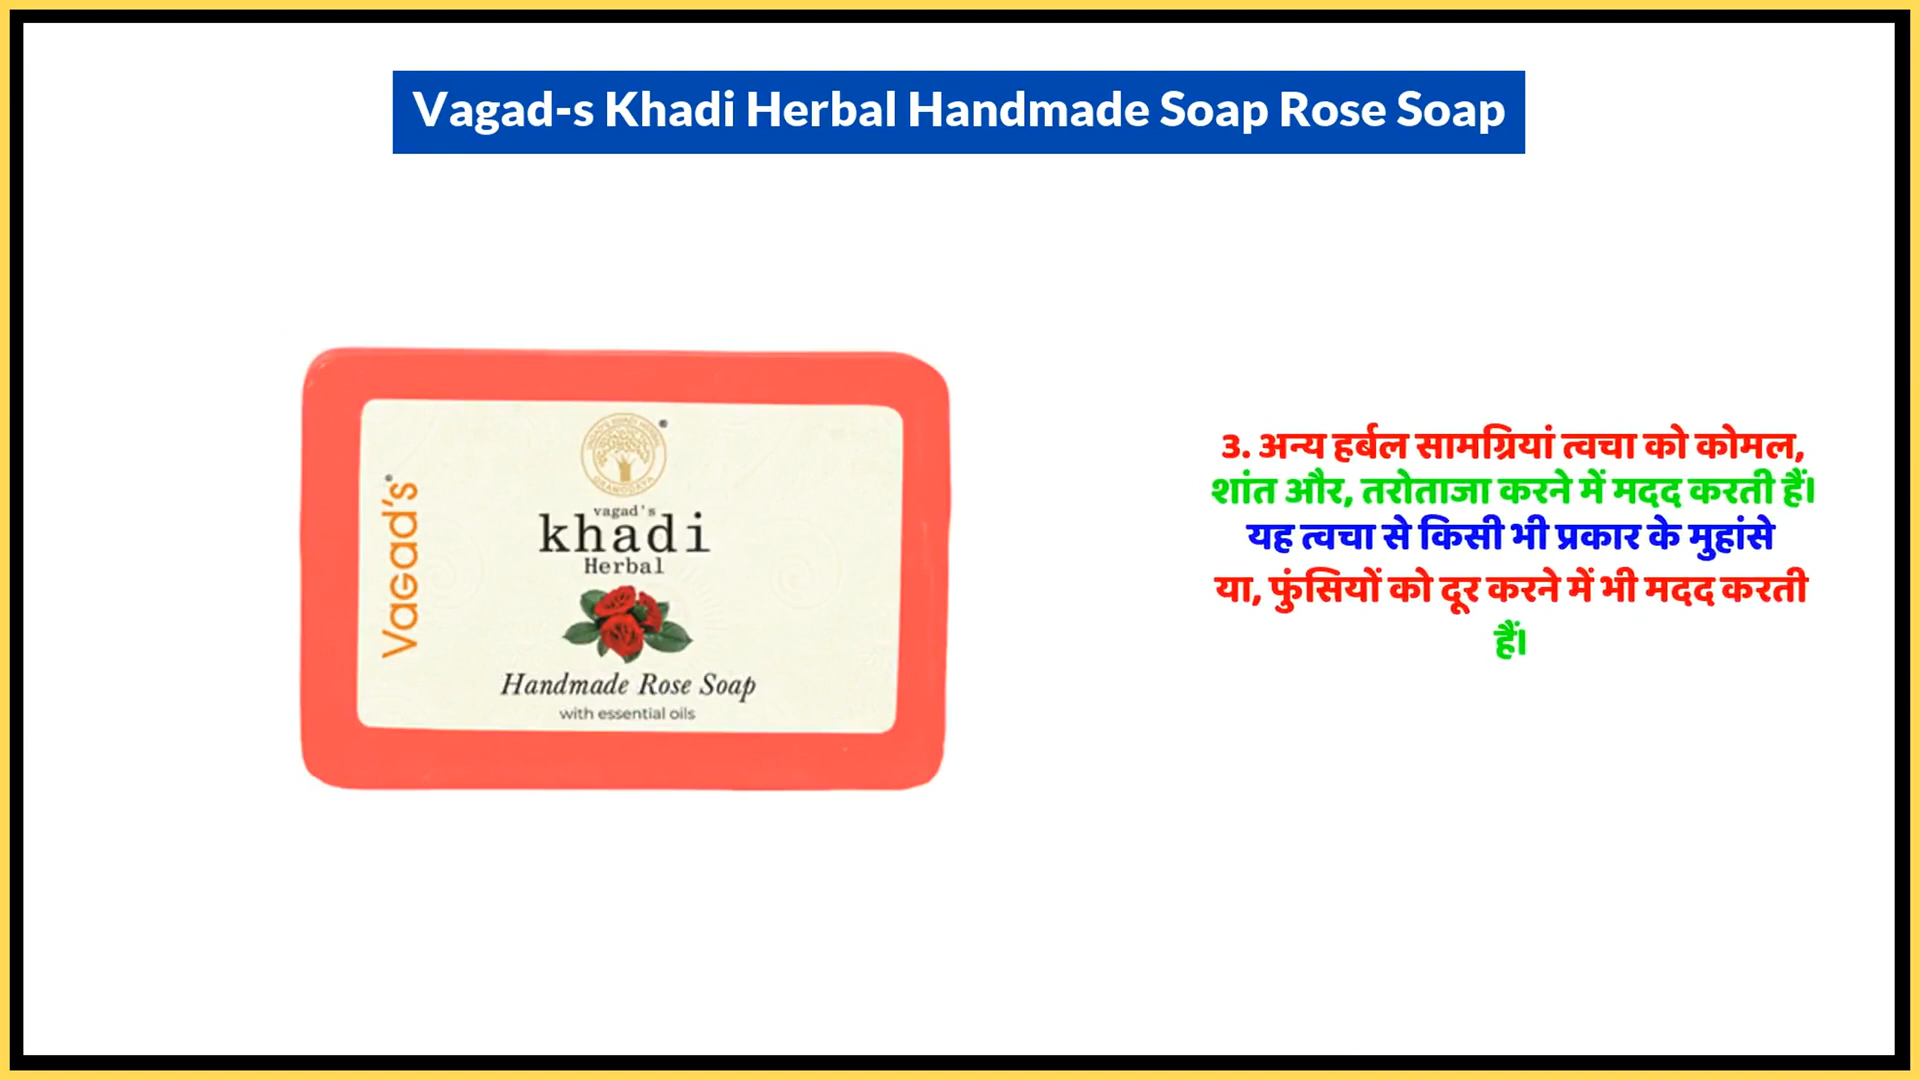 Vagad-s Khadi Herbal Handmade Soap Rose Soap
Vagad's
GRAMODAYA
vagad's
khadi
Herbal
Handmade Rose Soap
with essential oils
3. अन्य हर्बल सामग्रियां त्वचा को कोमल,
शांत और, तरोताजा करने में मदद करती हैं।
यह त्वचा से किसी भी प्रकार के मुहांसे
या, फुंसियों को दूर करने में भी मदद करती
हैं।